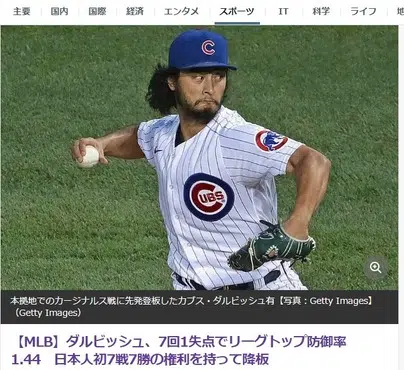 主要 国内 国際 経済 エンタメ スポーツ IT 科学 ライフ
C
CUBS
本拠地でのカージナルス戦に先発登板したカブス・ダルビッシュ有【写真：Getty Images】
（Getty Images）
【MLB】ダルビッシュ、7回1失点でリーグトップ防御率
1.44　日本人初7戦7勝の権利を持って降板